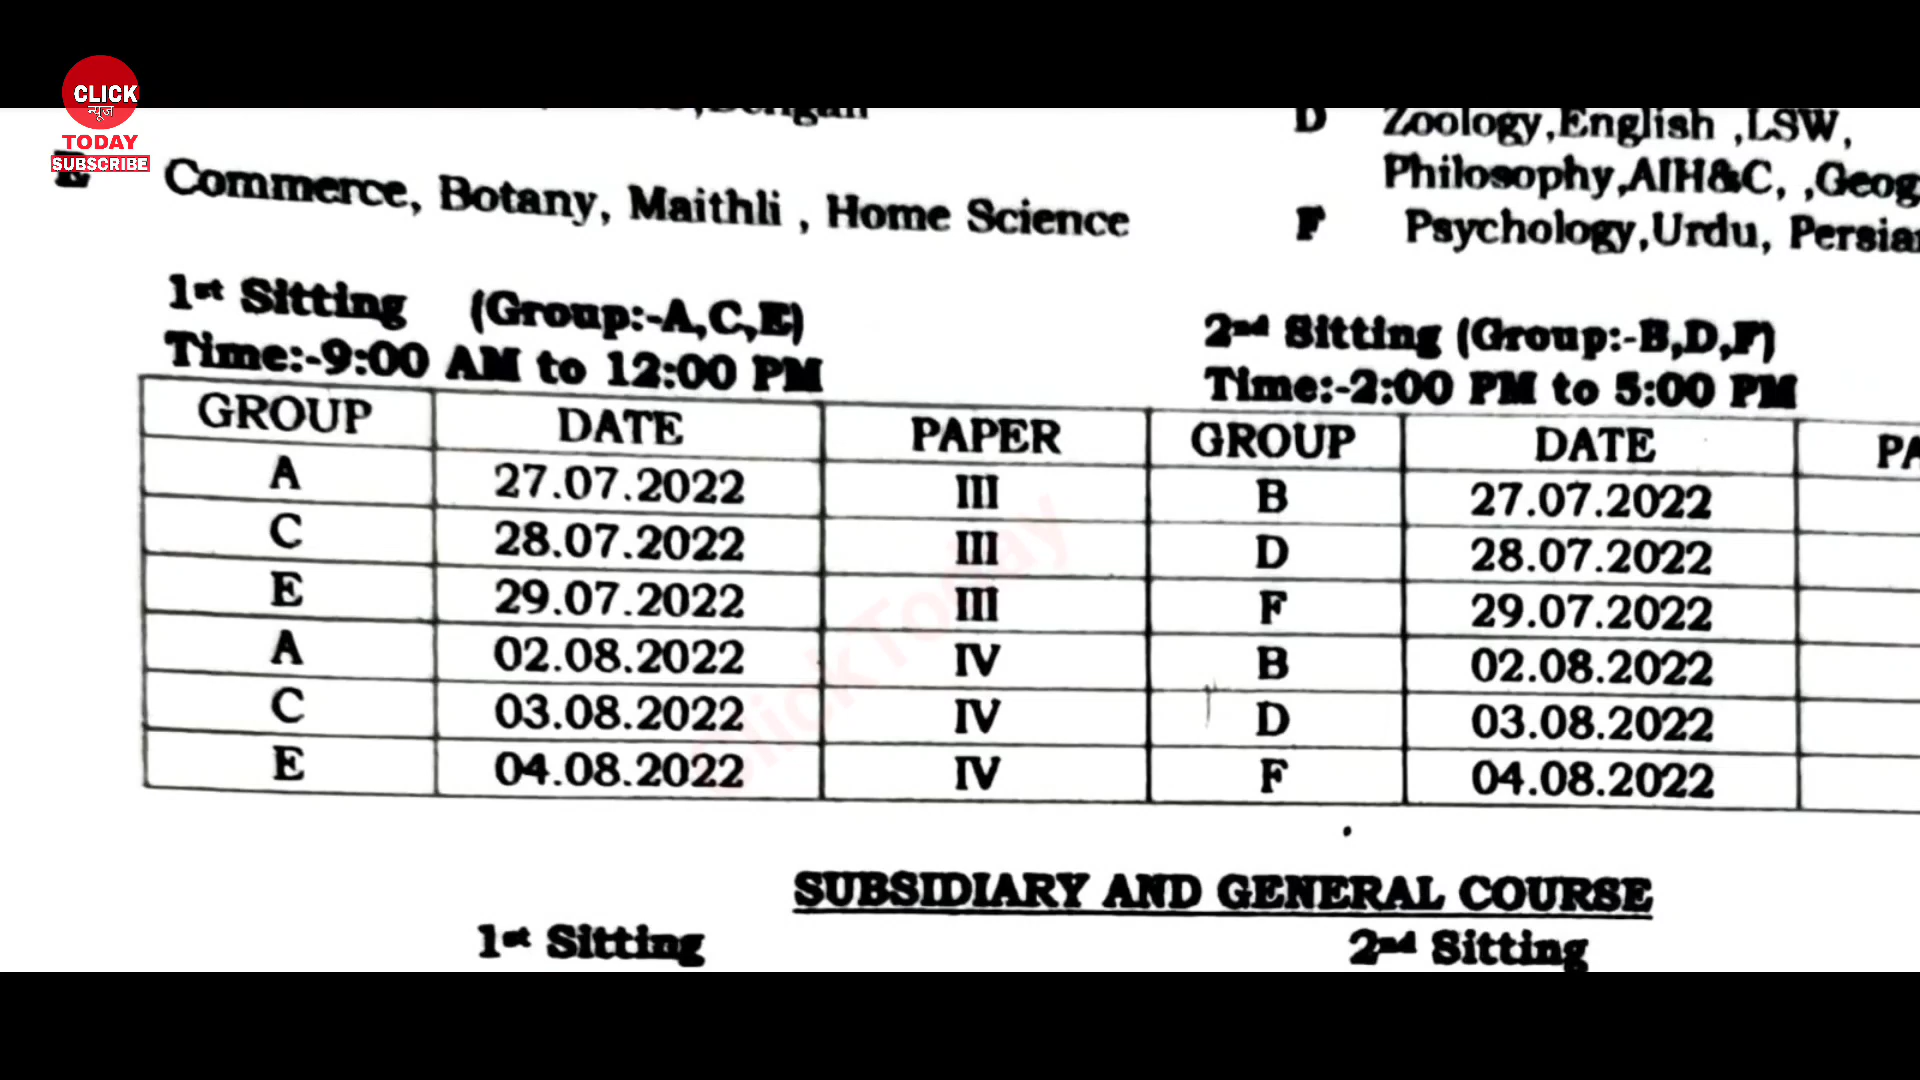 CLICK
न्यूज
TODAY
SUBSCRIBE
D Zoology,English ,LSW,
Philosophy,AIH&C, ,Geog
E Commerce, Botany, Maithli , Home Science
F Psychology,Urdu, Persian
1st Sitting (Group:-A,C,E)
Time:-9:00 AM to 12:00 PM
2nd Sitting (Group:-B,D,F)
Time:-2:00 PM to 5:00 PM
GROUP DATE PAPER GROUP DATE PA
A 27.07.2022 III B 27.07.2022
C 28.07.2022 III D 28.07.2022
E 29.07.2022 III F 29.07.2022
A 02.08.2022 IV B 02.08.2022
C 03.08.2022 IV D 03.08.2022
E 04.08.2022 IV F 04.08.2022
ClickToday
SUBSIDIARY AND GENERAL COURSE
1st Sitting 2nd Sitting